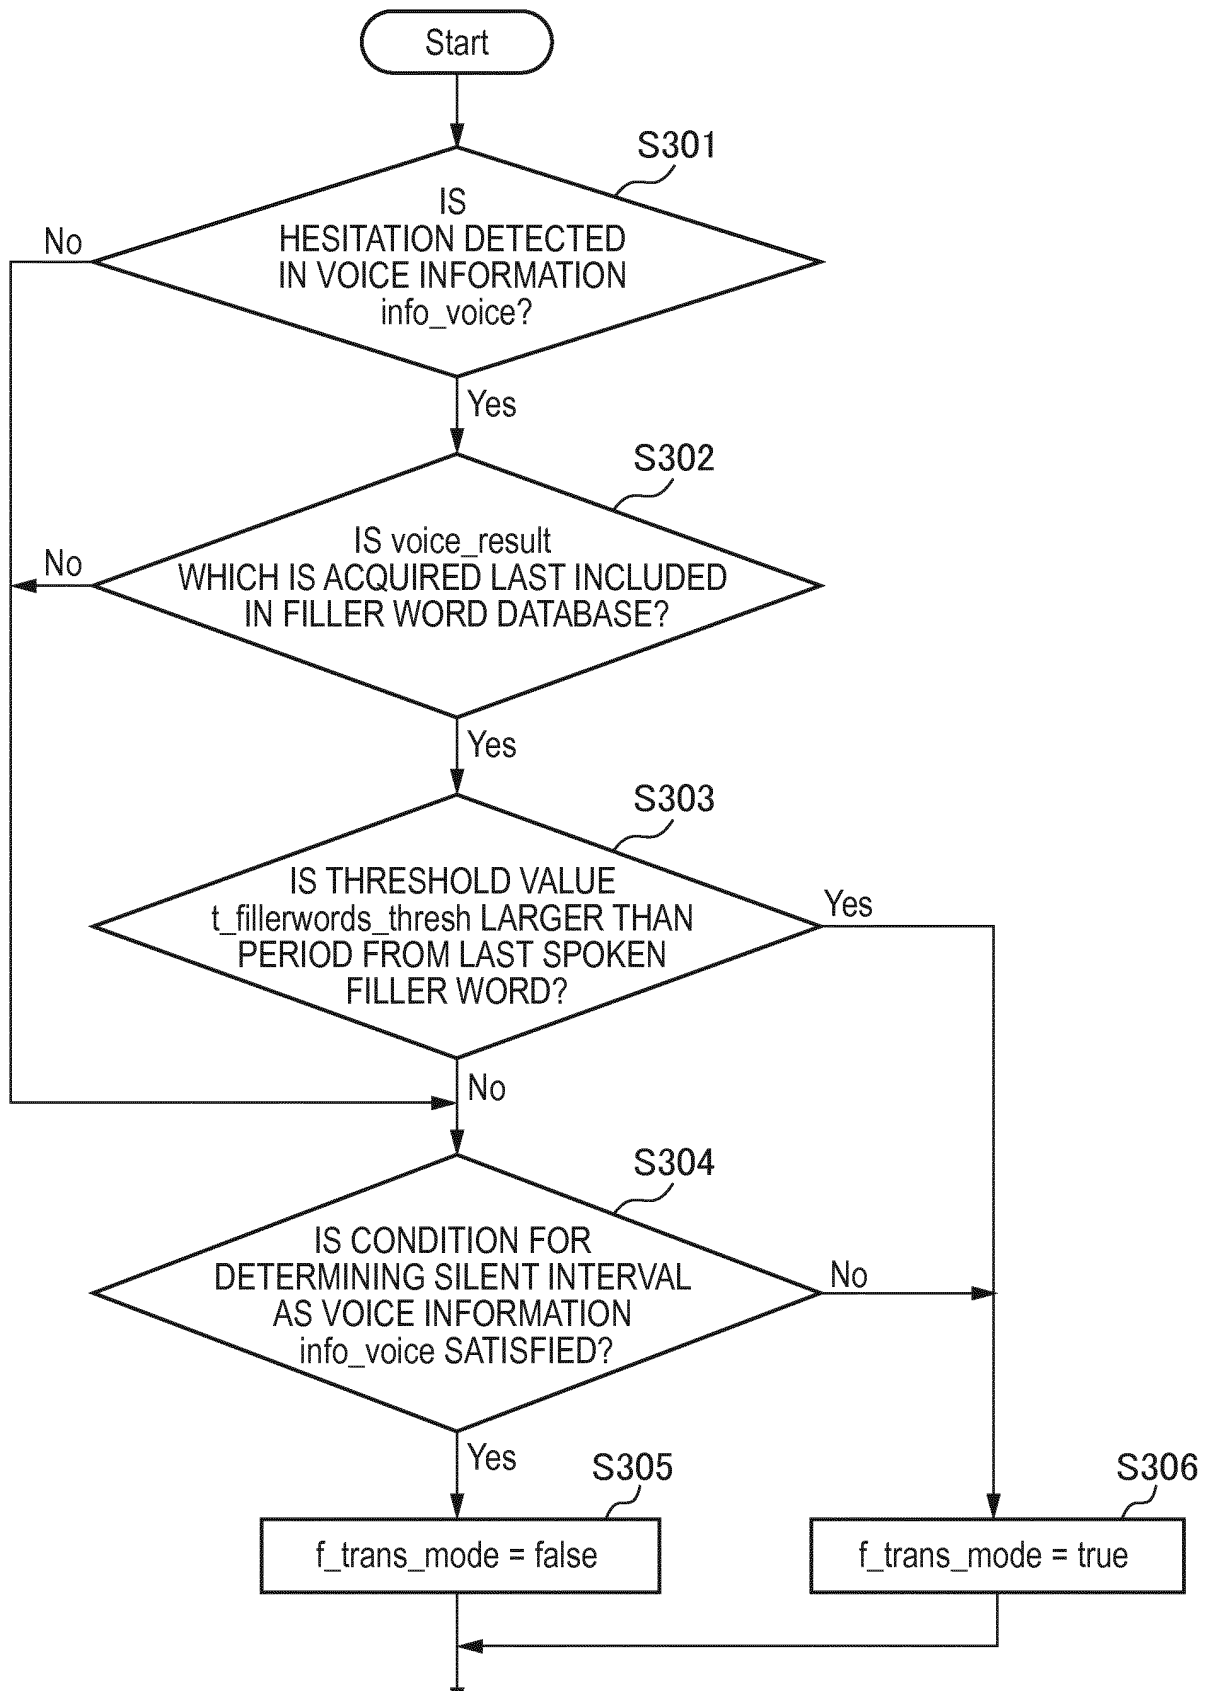 Start
S301
IS
HESITATION DETECTED
IN VOICE INFORMATION
info_voice?
No
Yes
S302
IS voice_result
WHICH IS ACQUIRED LAST INCLUDED
IN FILLER WORD DATABASE?
No
Yes
S303
IS THRESHOLD VALUE
t_fillerwords_thresh LARGER THAN
PERIOD FROM LAST SPOKEN
FILLER WORD?
Yes
No
S304
IS CONDITION FOR
DETERMINING SILENT INTERVAL
AS VOICE INFORMATION
info_voice SATISFIED?
No
Yes
S305
f_trans_mode = false
S306
f_trans_mode = true